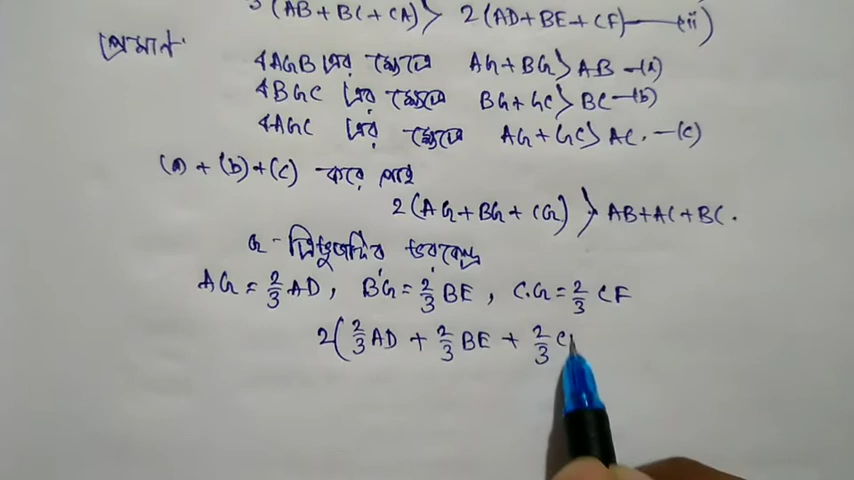 3(AB+BC+CA) > 2(AD+BE+CF) —(ii)
প্রমান:
∢AGB এর ক্ষেত্রে AG+BG > AB —(a)
∢BGC এর ক্ষেত্রে BG+GC > BC —(b)
∢AGC এর ক্ষেত্রে AG+GC > AC. —(c)
(a) + (b) + (c) করে পাই
2(AG+BG+CG) > AB+AC+BC.
G - ত্রিভুজটির ভরকেন্দ্র
AG = 2/3 AD, BG = 2/3 BE, C.G = 2/3 CF
2(2/3 AD + 2/3 BE + 2/3 C